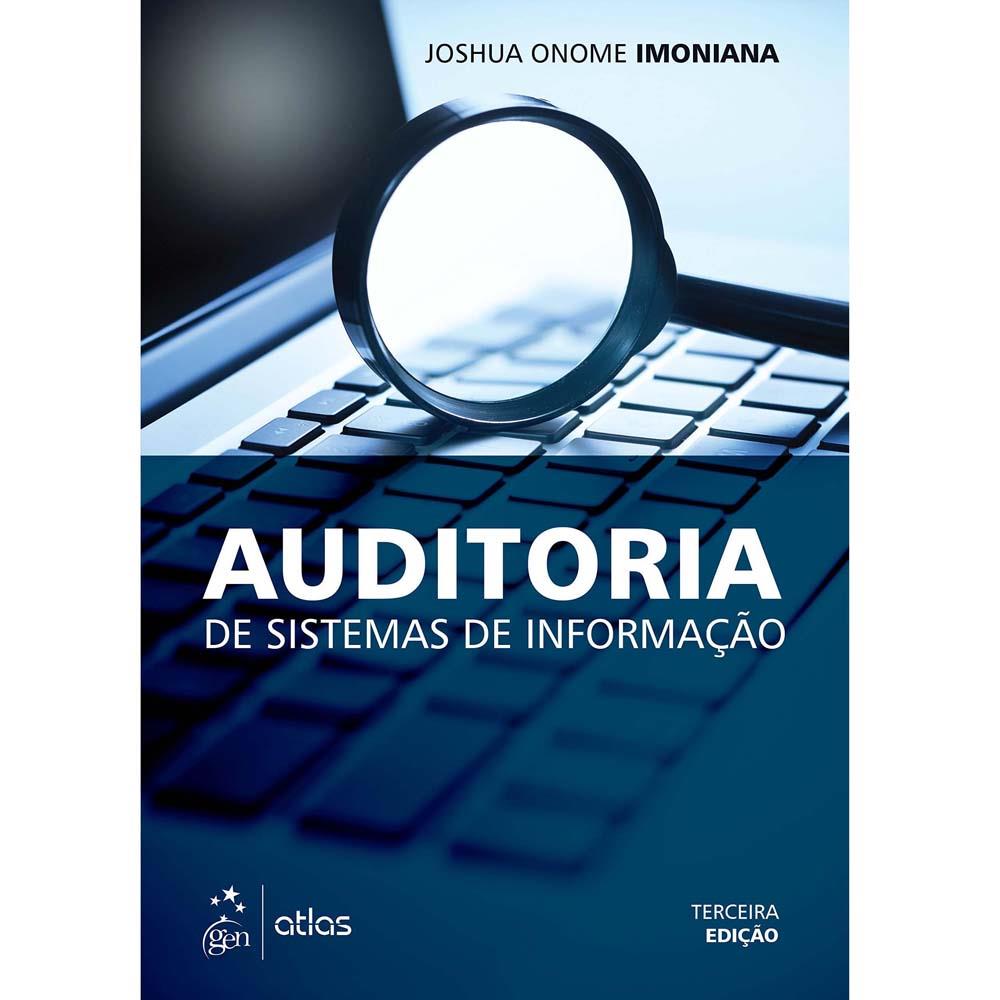 JOSHUA ONOME IMONIANA
AUDITORIA
DE SISTEMAS DE INFORMAÇÃO
gen
atlas
TERCEIRA
EDIÇÃO